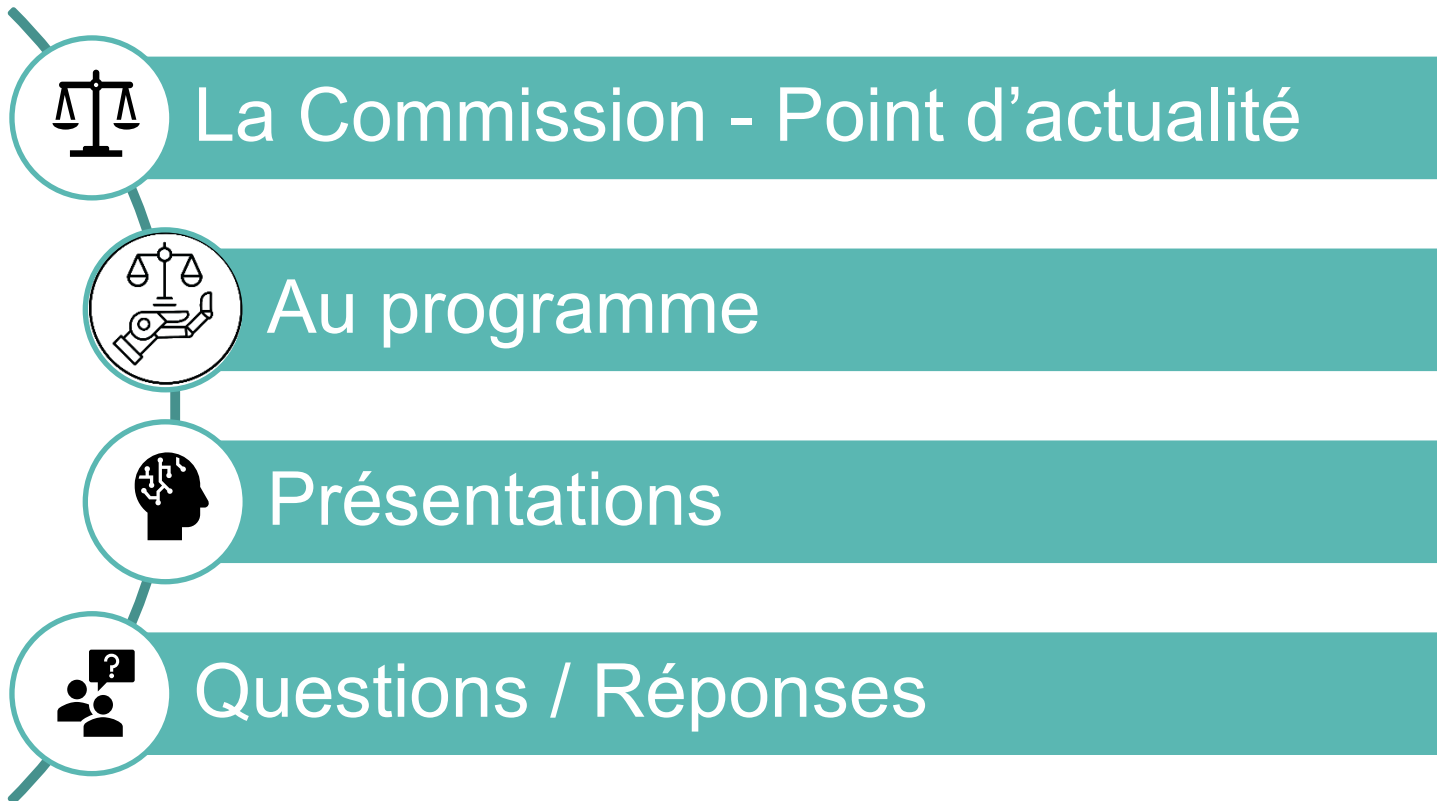 La Commission - Point d’actualité
Au programme
Présentations
?
Questions / Réponses